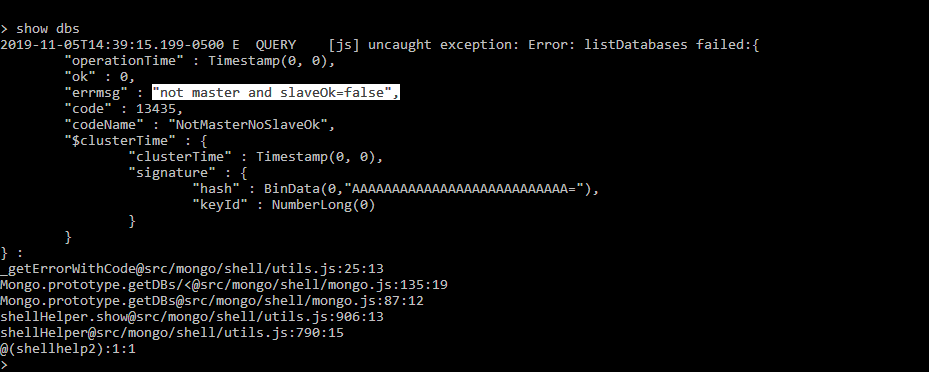 > show dbs
2019-11-05T14:39:15.199-0500 E  QUERY    [js] uncaught exception: Error: listDatabases failed:{
        "operationTime" : Timestamp(0, 0),
        "ok" : 0,
        "errmsg" : "not master and slaveOk=false",
        "code" : 13435,
        "codeName" : "NotMasterNoSlaveOk",
        "$clusterTime" : {
                "clusterTime" : Timestamp(0, 0),
                "signature" : {
                        "hash" : BinData(0,"AAAAAAAAAAAAAAAAAAAAAAAAAAA="),
                        "keyId" : NumberLong(0)
                }
        }
} :
_getErrorWithCode@src/mongo/shell/utils.js:25:13
Mongo.prototype.getDBs/<@src/mongo/shell/mongo.js:135:19
Mongo.prototype.getDBs@src/mongo/shell/mongo.js:87:12
shellHelper.show@src/mongo/shell/utils.js:906:13
shellHelper@src/mongo/shell/utils.js:790:15
@(shellhelp2):1:1
>